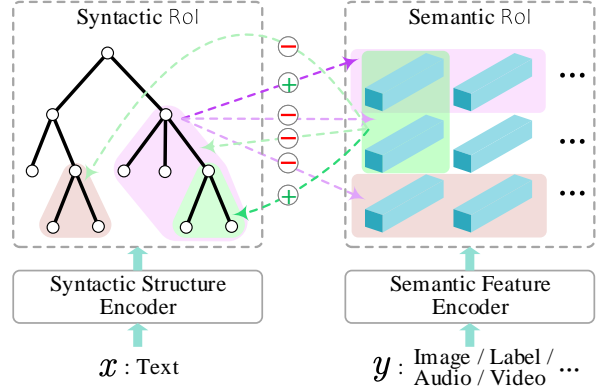 Syntactic RoI
Semantic RoI
−
+
−
−
−
+
...
...
...
Syntactic Structure
Encoder
Semantic Feature
Encoder
x : Text
y : Image / Label /
Audio / Video ...